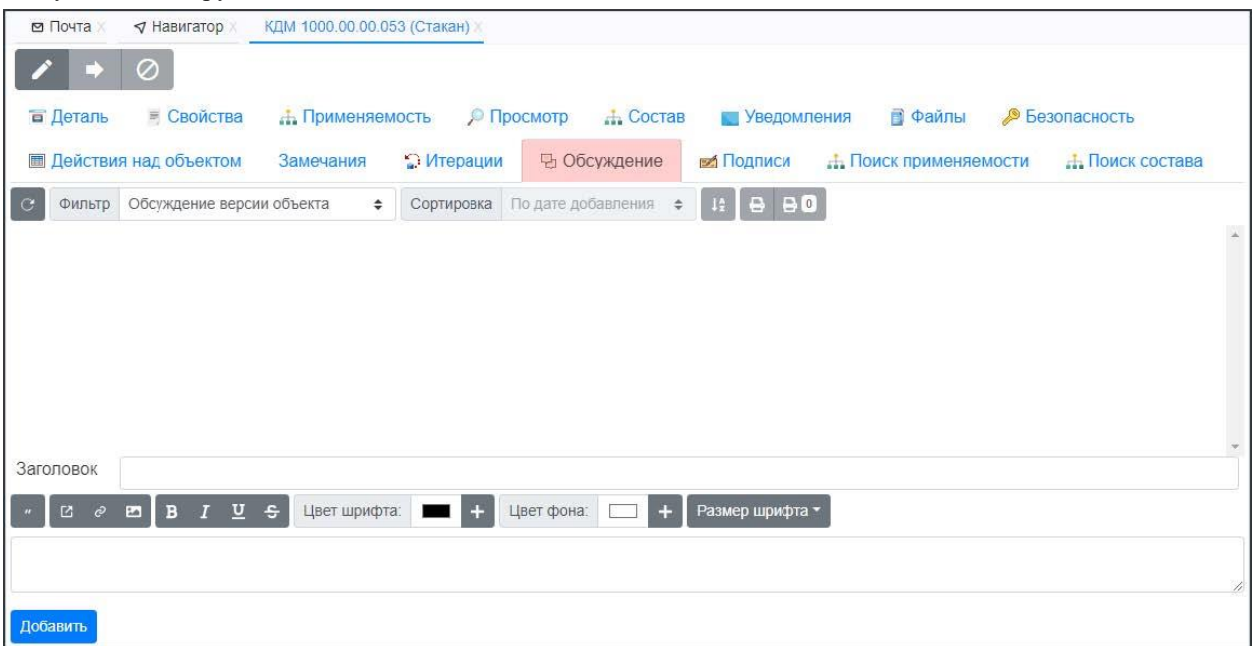 Почта X Навигатор X КДМ 1000.00.00.053 (Стакан) X
Деталь Свойства Применяемость Просмотр Состав Уведомления Файлы Безопасность
Действия над объектом Замечания Итерации Обсуждение Подписи Поиск применяемости Поиск состава
Фильтр Обсуждение версии объекта Сортировка По дате добавления 0
Заголовок
" B I U S Цвет шрифта: + Цвет фона: + Размер шрифта
Добавить